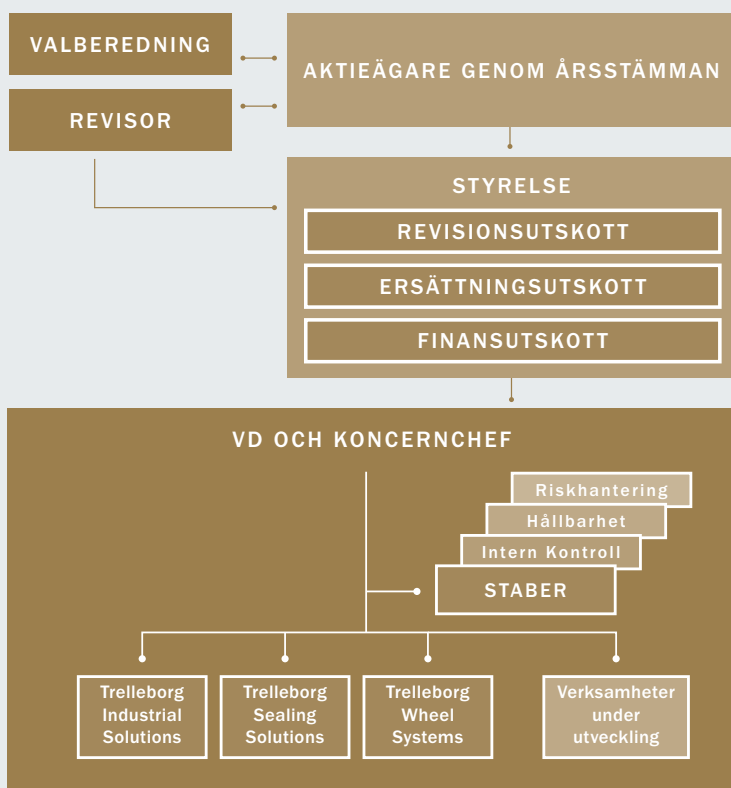 VALBEREDNING
REVISOR
AKTIEÄGARE GENOM ÅRSSTÄMMAN
STYRELSE
REVISIONSUTSKOTT
ERSÄTTNINGSUTSKOTT
FINANSUTSKOTT
VD OCH KONCERNCHEF
Riskhantering
Hållbarhet
Intern Kontroll
STABER
Trelleborg
Industrial
Solutions
Trelleborg
Sealing
Solutions
Trelleborg
Wheel
Systems
Verksamheter
under
utveckling